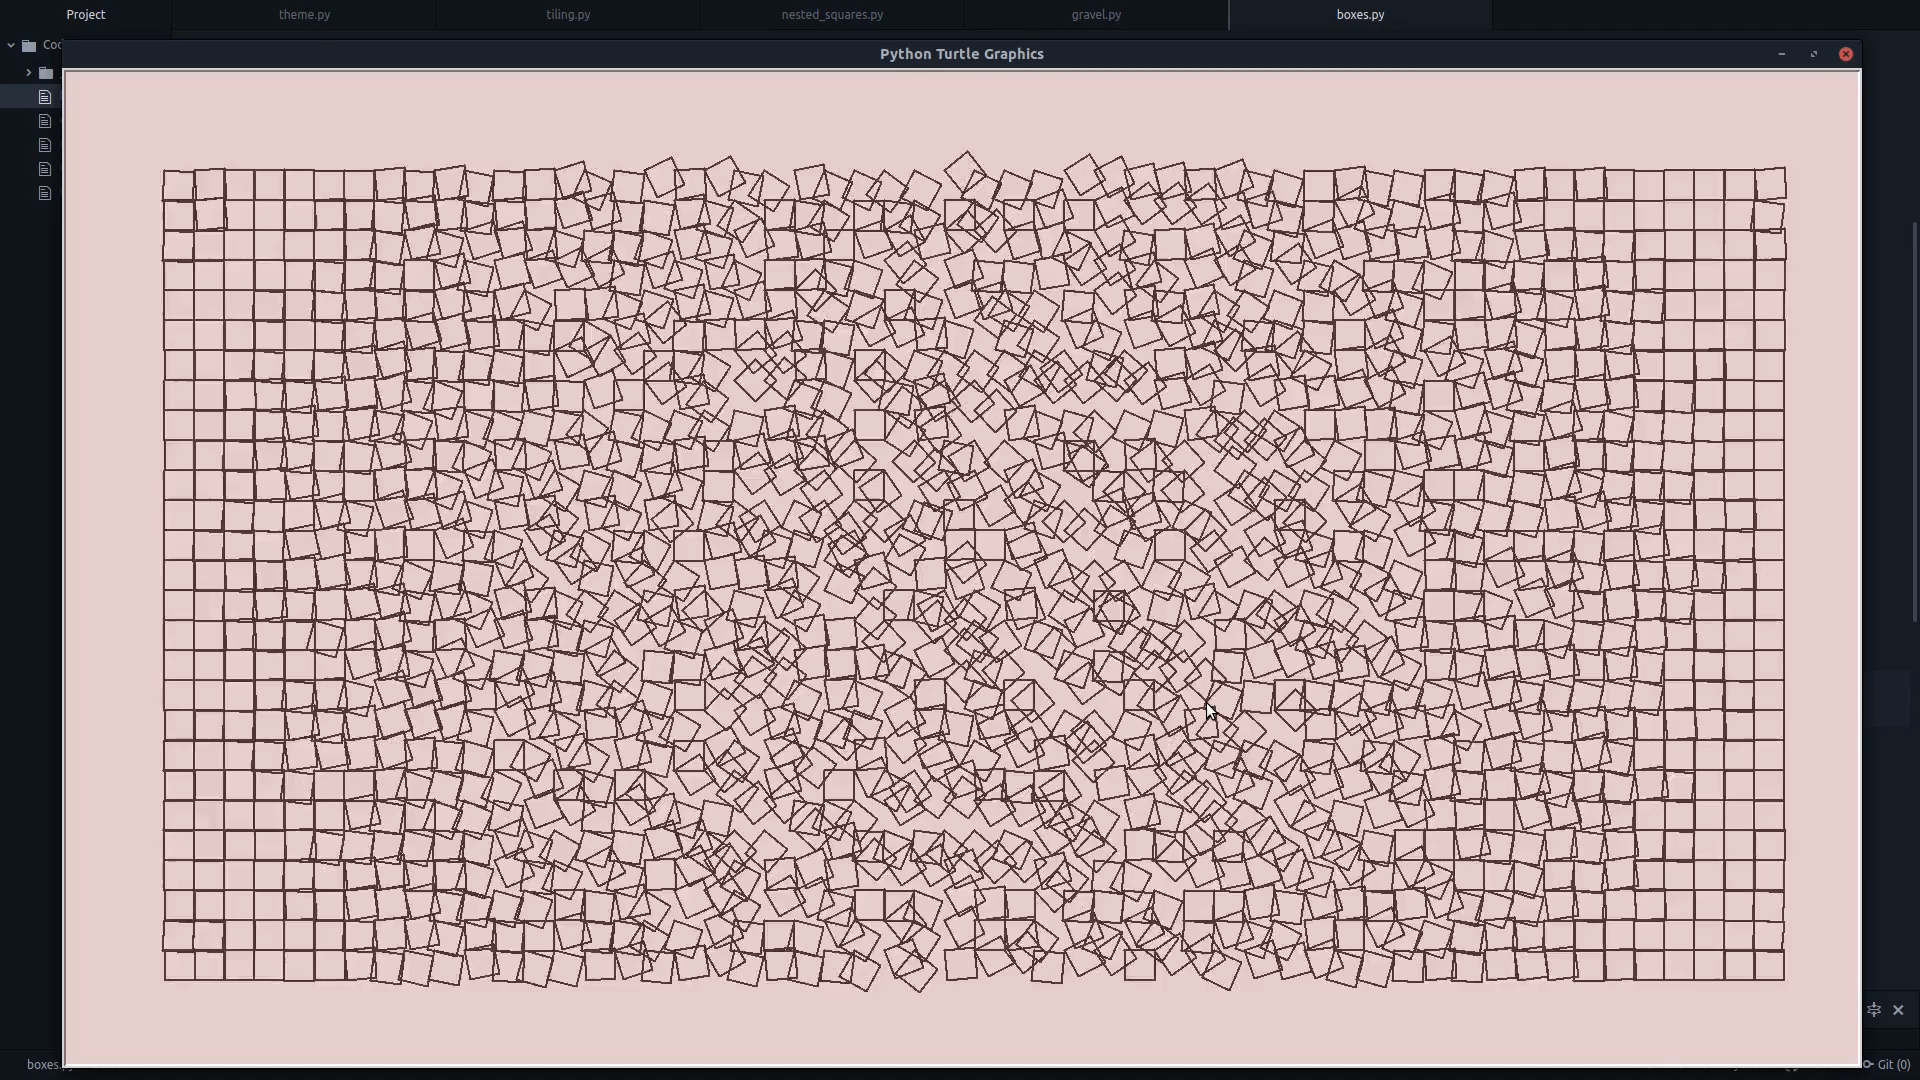 Project
theme.py
tiling.py
nested_squares.py
gravel.py
boxes.py
Python Turtle Graphics
Git (0)